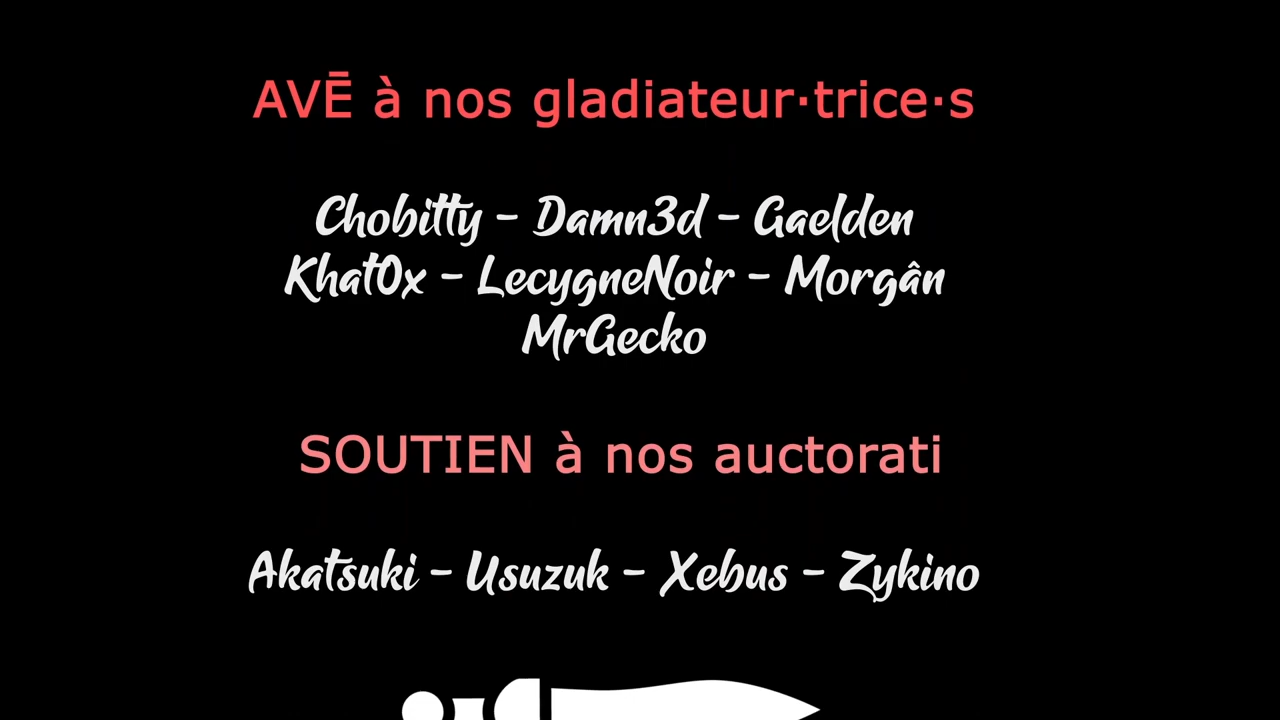 AVĒ à nos gladiateur·trice·s
Chobitty - Damn3d - Gaelden
Khat0x - LecygneNoir - Morgân
MrGecko
SOUTIEN à nos auctorati
Akatsuki - Usuzuk - Xebus - Zykino